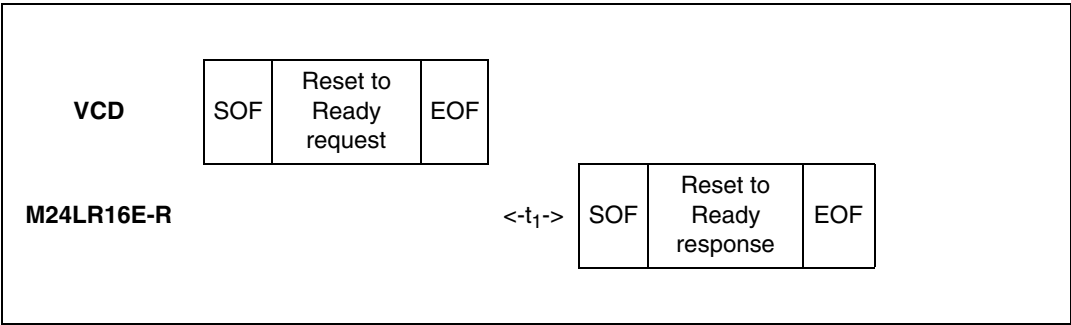 VCD SOF Reset to Ready request EOF
M24LR16E-R <-t1-> SOF Reset to Ready response EOF